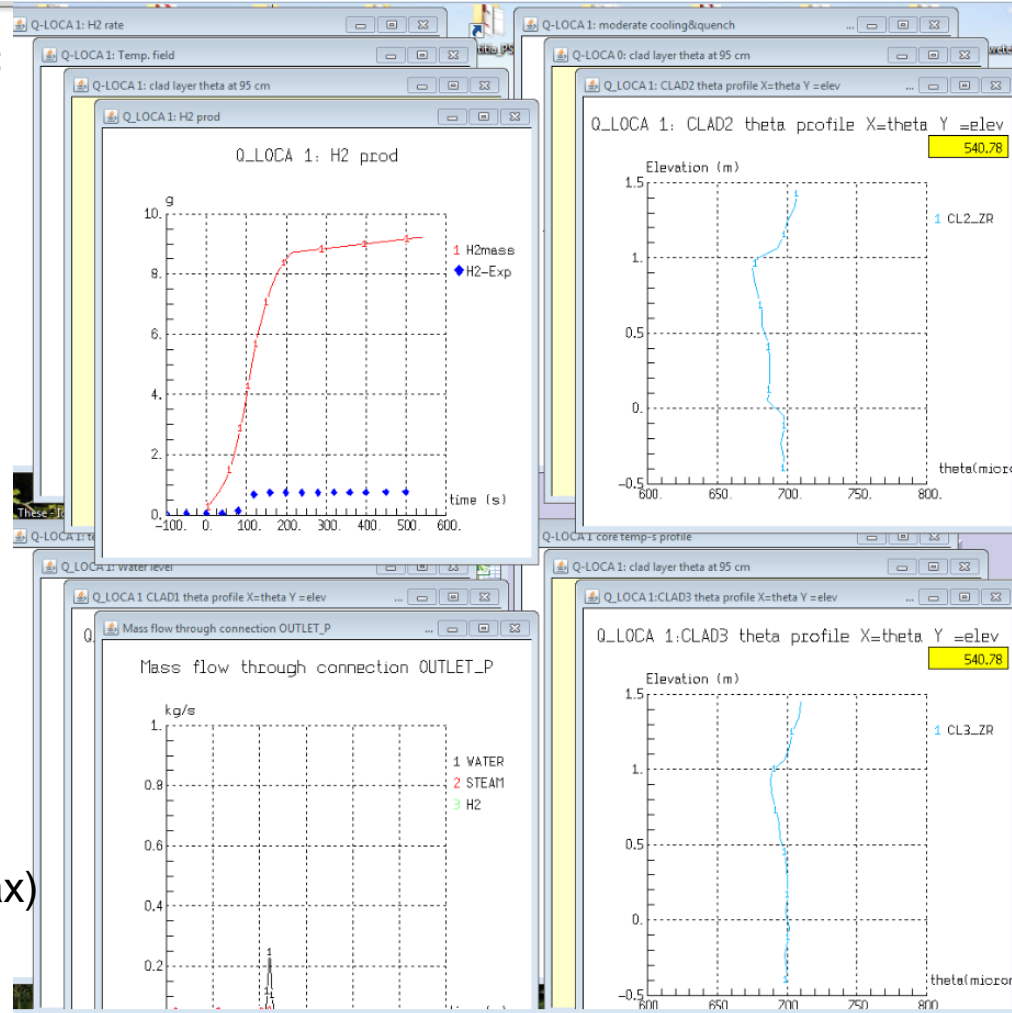 Q-LOCA 1: H2 rate
Q-LOCA 1: Temp. field
Q-LOCA 1: clad layer theta at 95 cm
Q_LOCA 1: H2 prod
Q_LOCA 1: H2 prod
g
10.
8.
6.
4.
2.
0.
-100. 0. 100. 200. 300. 400. 500. 600.
time (s)
1 H2mass
H2-Exp
Q-LOCA 1: moderate cooling&quench ...
Q-LOCA 0: clad layer theta at 95 cm
Q_LOCA 1: CLAD2 theta profile X=theta Y =elev ...
Q_LOCA 1: CLAD2 theta profile X=theta Y =elev
540.78
Elevation (m)
1.5
1.
0.5
0.
-0.5
600. 650 700. 750 800.
1 CL2_ZR
These -
Q-LOCA 1: te
Q_LOCA 1: Water level
Q_LOCA 1 CLAD1 theta profile X=theta Y =elev ...
Mass flow through connection OUTLET_P ...
Mass flow through connection OUTLET_P
kg/s
1.
0.8
0.6
0.4
0.2
1 WATER
2 STEAM
3 H2
x)
Q-LOCA 1 core temp-s profile
Q-LOCA 1: clad layer theta at 95 cm
Q_LOCA 1:CLAD3 theta profile X=theta Y =elev ...
Q_LOCA 1:CLAD3 theta profile X=theta Y =elev
540.78
Elevation (m)
1.5
1.
0.5
0.
-0.5
600 650 700 750 800
1 CL3_ZR